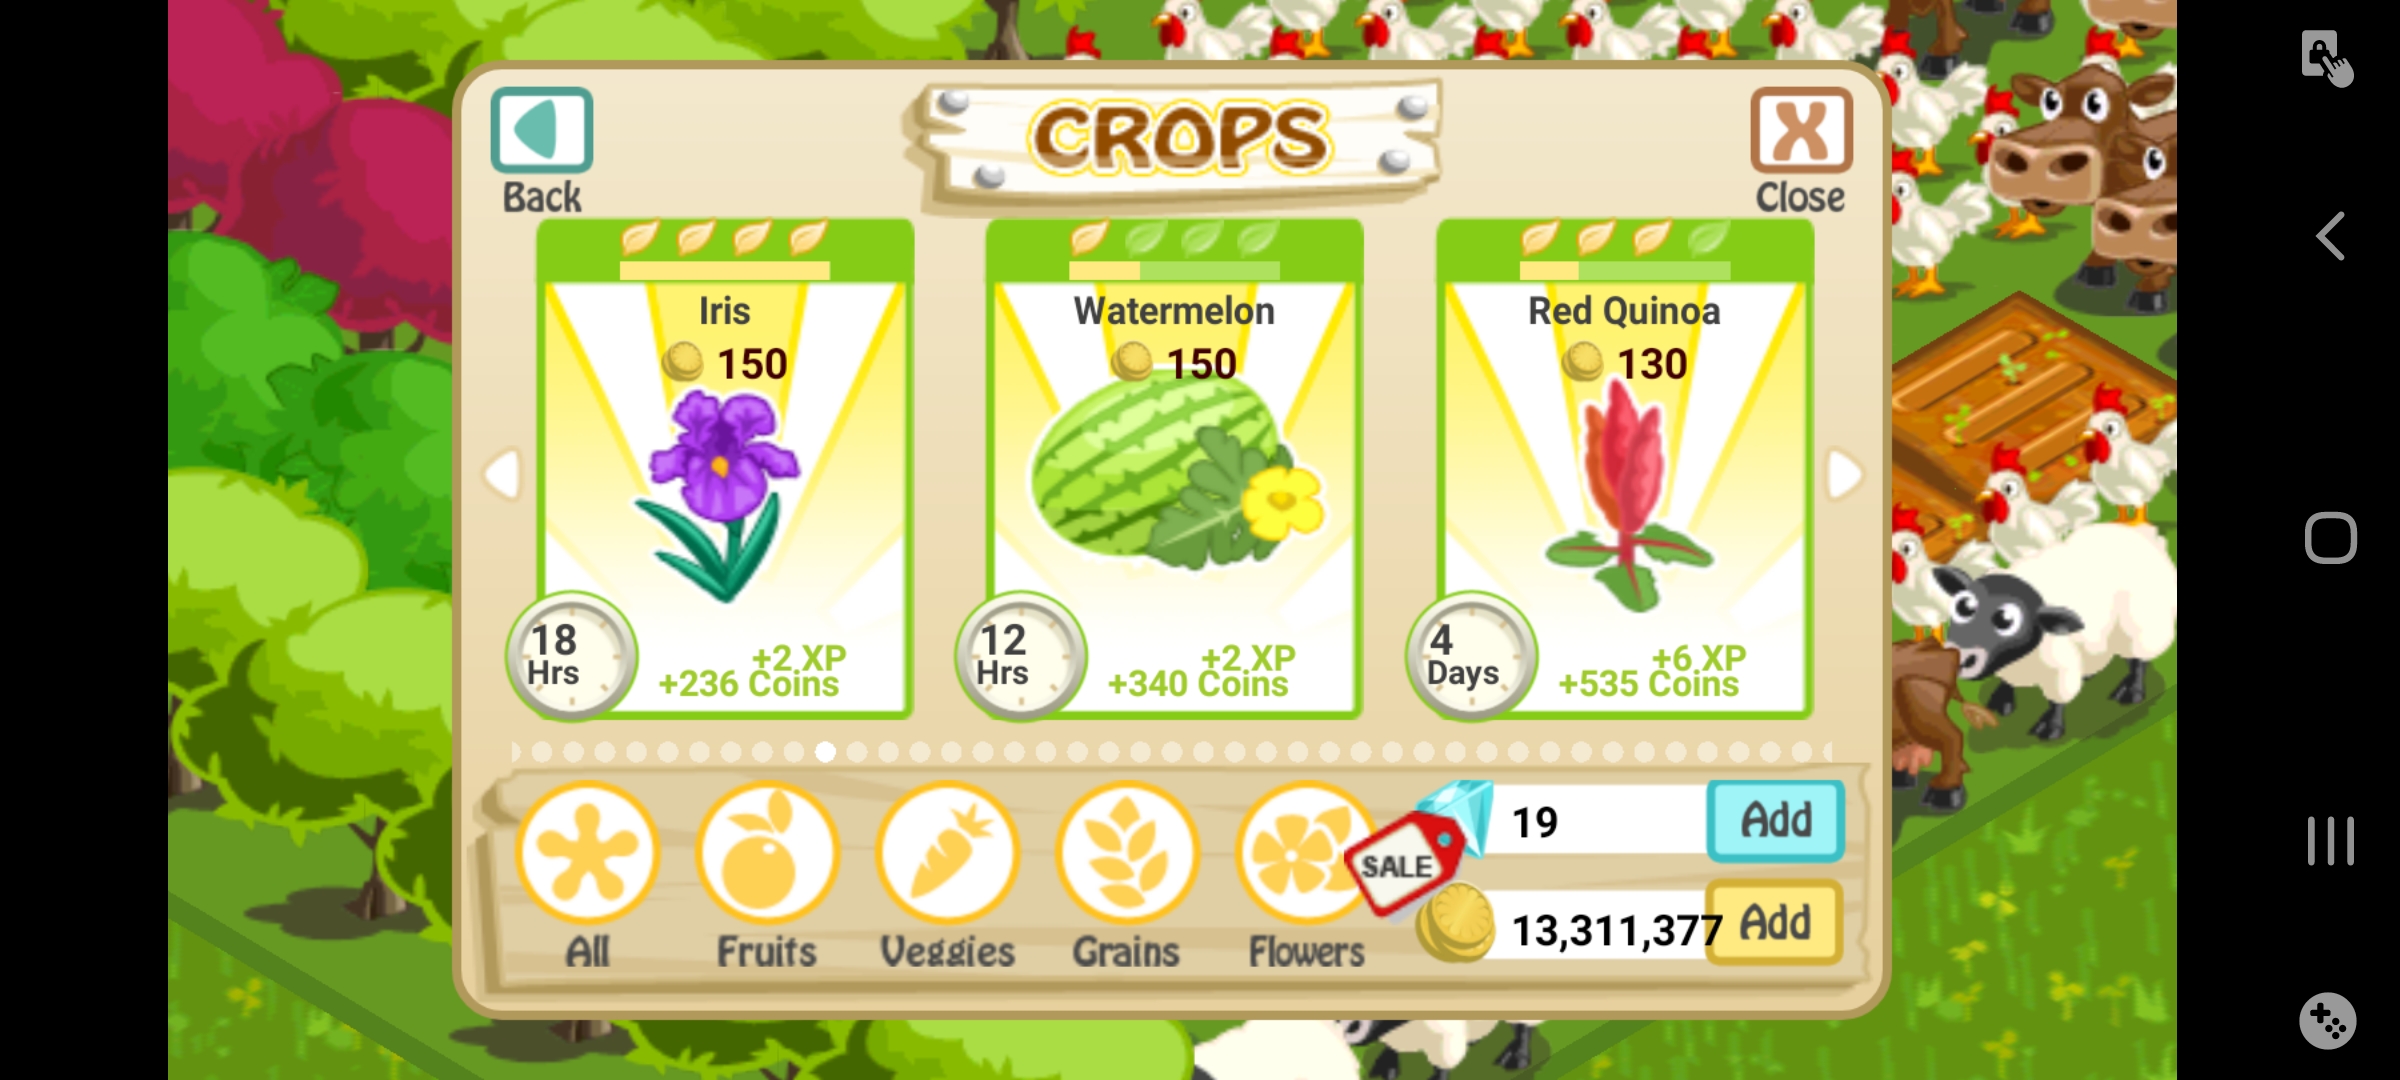 CROPS
Back
Close
Iris
150
18
Hrs
+2 XP
+236 Coins
Watermelon
150
12
Hrs
+2 XP
+340 Coins
Red Quinoa
130
4
Days
+6 XP
+535 Coins
All
Fruits
Veggies
Grains
Flowers
SALE
19
Add
13,311,377
Add